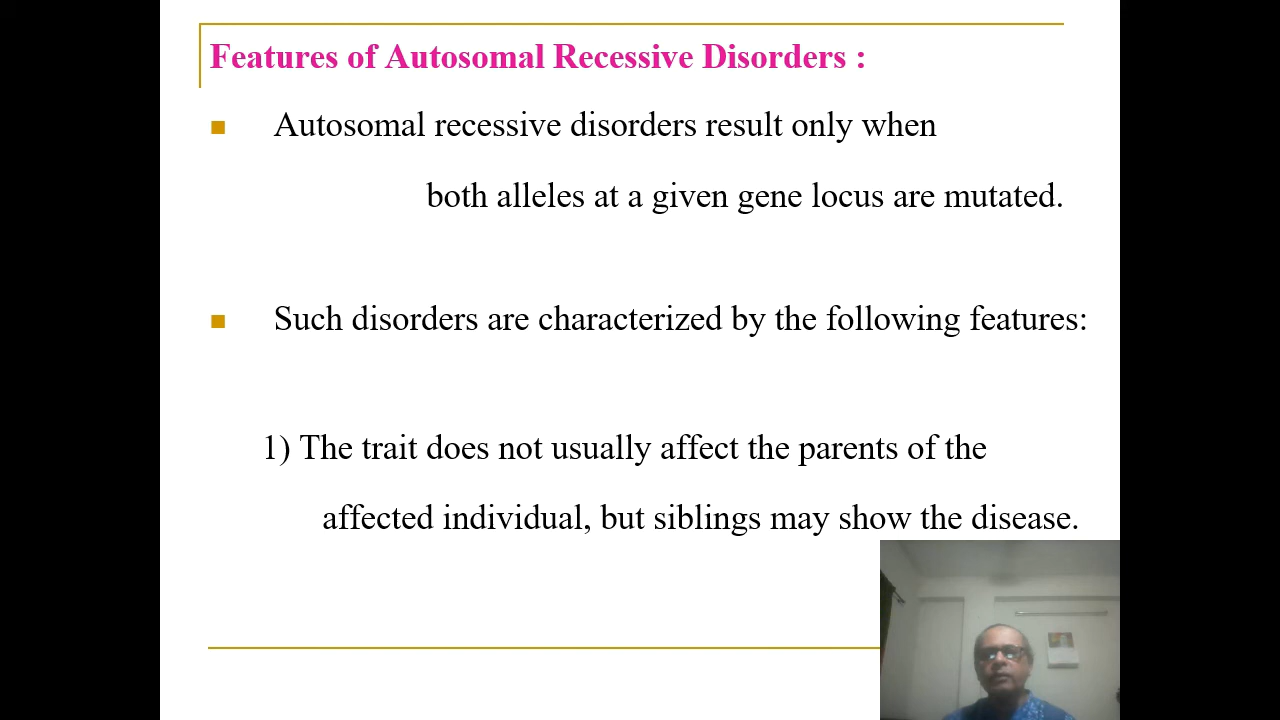 Features of Autosomal Recessive Disorders :
Autosomal recessive disorders result only when
both alleles at a given gene locus are mutated.
Such disorders are characterized by the following features:
1) The trait does not usually affect the parents of the
affected individual, but siblings may show the disease.